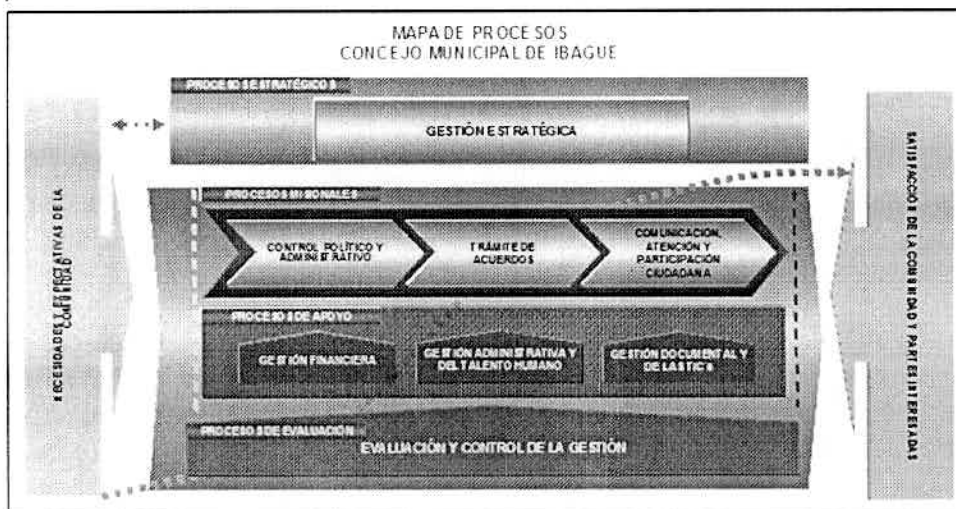 MAPA DE PROCESOS
CONCEJO MUNICIPAL DE IBAGUE
PROCESOS ESTRATÉGICOS
GESTIÓN ESTRATÉGICA
NECESIDADES Y EXPECTATIVAS DE LA
COMUNIDAD
PROCESOS MISIONALES
CONTROL POLÍTICO Y
ADMINISTRATIVO
TRÁMITE DE
ACUERDOS
COMUNICACIÓN,
ATENCIÓN Y
PARTICIPACIÓN
CIUDADANA
PROCESOS DE APOYO
GESTIÓN FINANCIERA
GESTIÓN ADMINISTRATIVA Y
DEL TALENTO HUMANO
GESTIÓN DOCUMENTAL Y
DE LAS TICS
PROCESOS DE EVALUACIÓN
EVALUACIÓN Y CONTROL DE LA GESTIÓN
SATISFACCIÓN DE LA COMUNIDAD Y PARTES INTERESADAS